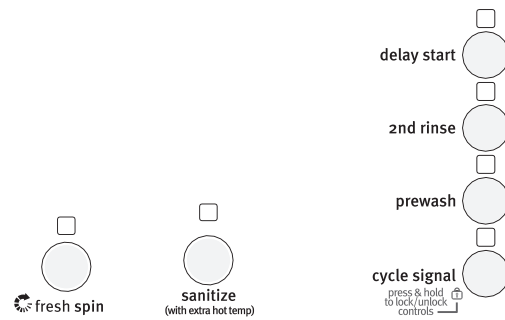 delay start
2nd rinse
prewash
cycle signal
press & hold
to lock/unlock
controls
fresh spin
sanitize
(with extra hot temp)